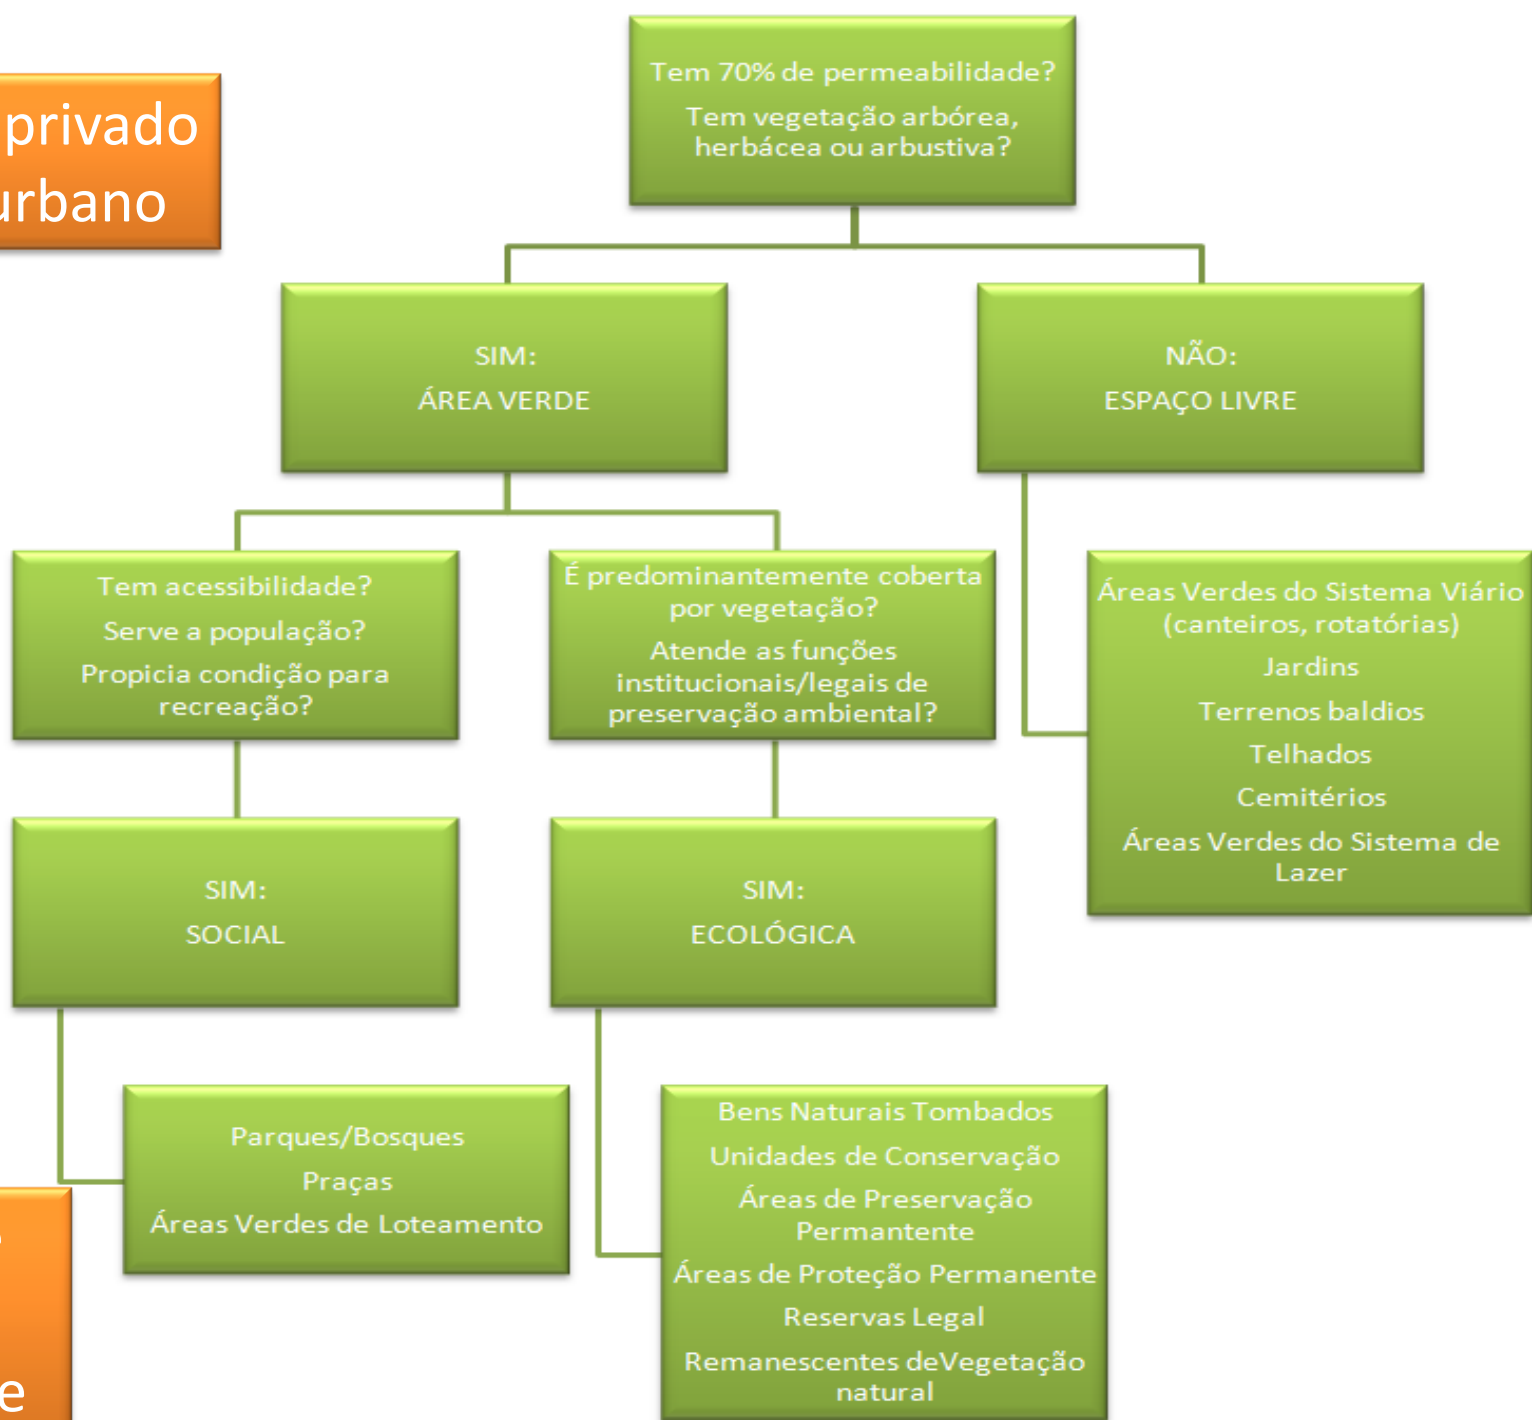 privado
urbano
Tem 70% de permeabilidade?
Tem vegetação arbórea,
herbácea ou arbustiva?
SIM:
ÁREA VERDE
NÃO:
ESPAÇO LIVRE
Tem acessibilidade?
Serve a população?
Propicia condição para
recreação?
É predominantemente coberta
por vegetação?
Atende as funções
institucionais/legais de
preservação ambiental?
Áreas Verdes do Sistema Viário
(canteiros, rotatórias)
Jardins
Terrenos baldios
Telhados
Cemitérios
Áreas Verdes do Sistema de
Lazer
SIM:
SOCIAL
SIM:
ECOLÓGICA
Parques/Bosques
Praças
Áreas Verdes de Loteamento
Bens Naturais Tombados
Unidades de Conservação
Áreas de Preservação
Permantente
Áreas de Proteção Permanente
Reservas Legal
Remanescentes deVegetação
natural